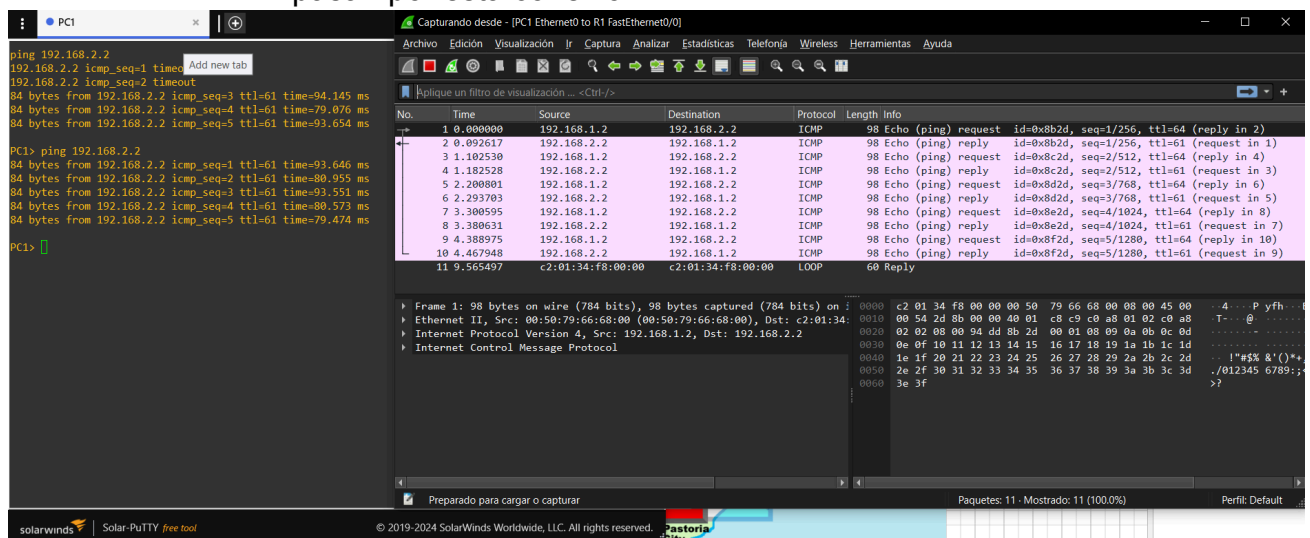 PC1 ×
Capturando desde - [PC1 Ethernet0 to R1 FastEthernet0/0]
Archivo Edición Visualización Ir Captura Analizar Estadísticas Telefonía Wireless Herramientas Ayuda
Aplique un filtro de visualización ... <Ctrl-/>
ping 192.168.2.2
192.168.2.2 icmp_seq=1 timeo
Add new tab
192.168.2.2 icmp_seq=2 timeout
84 bytes from 192.168.2.2 icmp_seq=3 ttl=61 time=94.145 ms
84 bytes from 192.168.2.2 icmp_seq=4 ttl=61 time=79.076 ms
84 bytes from 192.168.2.2 icmp_seq=5 ttl=61 time=93.654 ms
PC1> ping 192.168.2.2
84 bytes from 192.168.2.2 icmp_seq=1 ttl=61 time=93.646 ms
84 bytes from 192.168.2.2 icmp_seq=2 ttl=61 time=80.955 ms
84 bytes from 192.168.2.2 icmp_seq=3 ttl=61 time=93.551 ms
84 bytes from 192.168.2.2 icmp_seq=4 ttl=61 time=80.573 ms
84 bytes from 192.168.2.2 icmp_seq=5 ttl=61 time=79.474 ms
PC1>
No. Time Source Destination Protocol Length Info
1 0.000000 192.168.1.2 192.168.2.2 ICMP 98 Echo (ping) request id=0x8b2d, seq=1/256, ttl=64 (reply in 2)
2 0.092617 192.168.2.2 192.168.1.2 ICMP 98 Echo (ping) reply id=0x8b2d, seq=1/256, ttl=61 (request in 1)
3 1.102530 192.168.1.2 192.168.2.2 ICMP 98 Echo (ping) request id=0x8c2d, seq=2/512, ttl=64 (reply in 4)
4 1.182528 192.168.2.2 192.168.1.2 ICMP 98 Echo (ping) reply id=0x8c2d, seq=2/512, ttl=61 (request in 3)
5 2.200801 192.168.1.2 192.168.2.2 ICMP 98 Echo (ping) request id=0x8d2d, seq=3/768, ttl=64 (reply in 6)
6 2.293703 192.168.2.2 192.168.1.2 ICMP 98 Echo (ping) reply id=0x8d2d, seq=3/768, ttl=61 (request in 5)
7 3.300595 192.168.1.2 192.168.2.2 ICMP 98 Echo (ping) request id=0x8e2d, seq=4/1024, ttl=64 (reply in 8)
8 3.380631 192.168.2.2 192.168.1.2 ICMP 98 Echo (ping) reply id=0x8e2d, seq=4/1024, ttl=61 (request in 7)
9 4.388975 192.168.1.2 192.168.2.2 ICMP 98 Echo (ping) request id=0x8f2d, seq=5/1280, ttl=64 (reply in 10)
10 4.467948 192.168.2.2 192.168.1.2 ICMP 98 Echo (ping) reply id=0x8f2d, seq=5/1280, ttl=61 (request in 9)
11 9.565497 c2:01:34:f8:00:00 c2:01:34:f8:00:00 LOOP 60 Reply
Frame 1: 98 bytes on wire (784 bits), 98 bytes captured (784 bits) on i
Ethernet II, Src: 00:50:79:66:68:00 (00:50:79:66:68:00), Dst: c2:01:34:
Internet Protocol Version 4, Src: 192.168.1.2, Dst: 192.168.2.2
Internet Control Message Protocol
0000 c2 01 34 f8 00 00 00 50 79 66 68 00 08 00 45 00 ··4····P yfh···E
0010 00 54 2d 8b 00 00 40 01 c8 c9 c0 a8 01 02 c0 a8 ·T-···@·
0020 02 02 08 00 94 dd 8b 2d 00 01 08 09 0a 0b 0c 0d ·······-
0030 0e 0f 10 11 12 13 14 15 16 17 18 19 1a 1b 1c 1d
0040 1e 1f 20 21 22 23 24 25 26 27 28 29 2a 2b 2c 2d ·· !"#$% &'()*+,
0050 2e 2f 30 31 32 33 34 35 36 37 38 39 3a 3b 3c 3d ./012345 6789:;<
0060 3e 3f >?
Preparado para cargar o capturar Paquetes: 11 · Mostrado: 11 (100.0%) Perfil: Default
solarwinds Solar-PuTTY free tool © 2019-2024 SolarWinds Worldwide, LLC. All rights reserved.
Pastoria